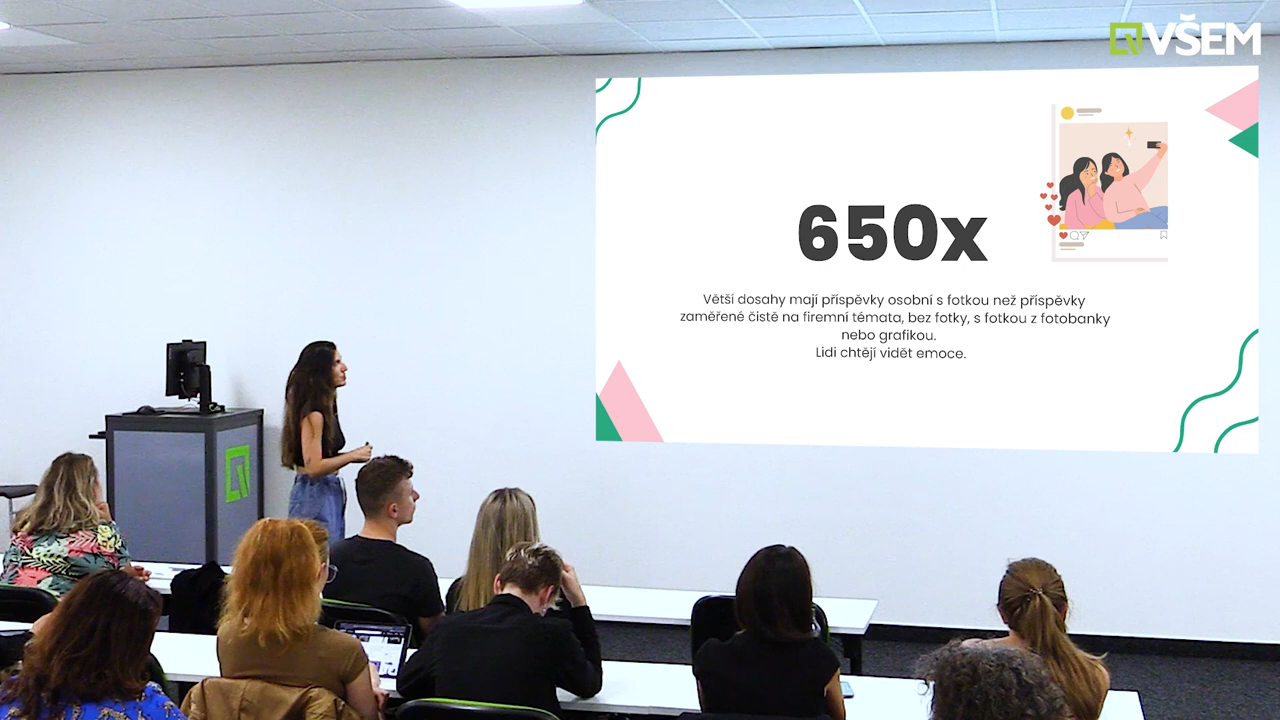 VŠEM
650x
Větší dosahy mají příspěvky osobní s fotkou než příspěvky
zaměřené čistě na firemní témata, bez fotky, s fotkou z fotobanky
nebo grafikou.
Lidi chtějí vidět emoce.